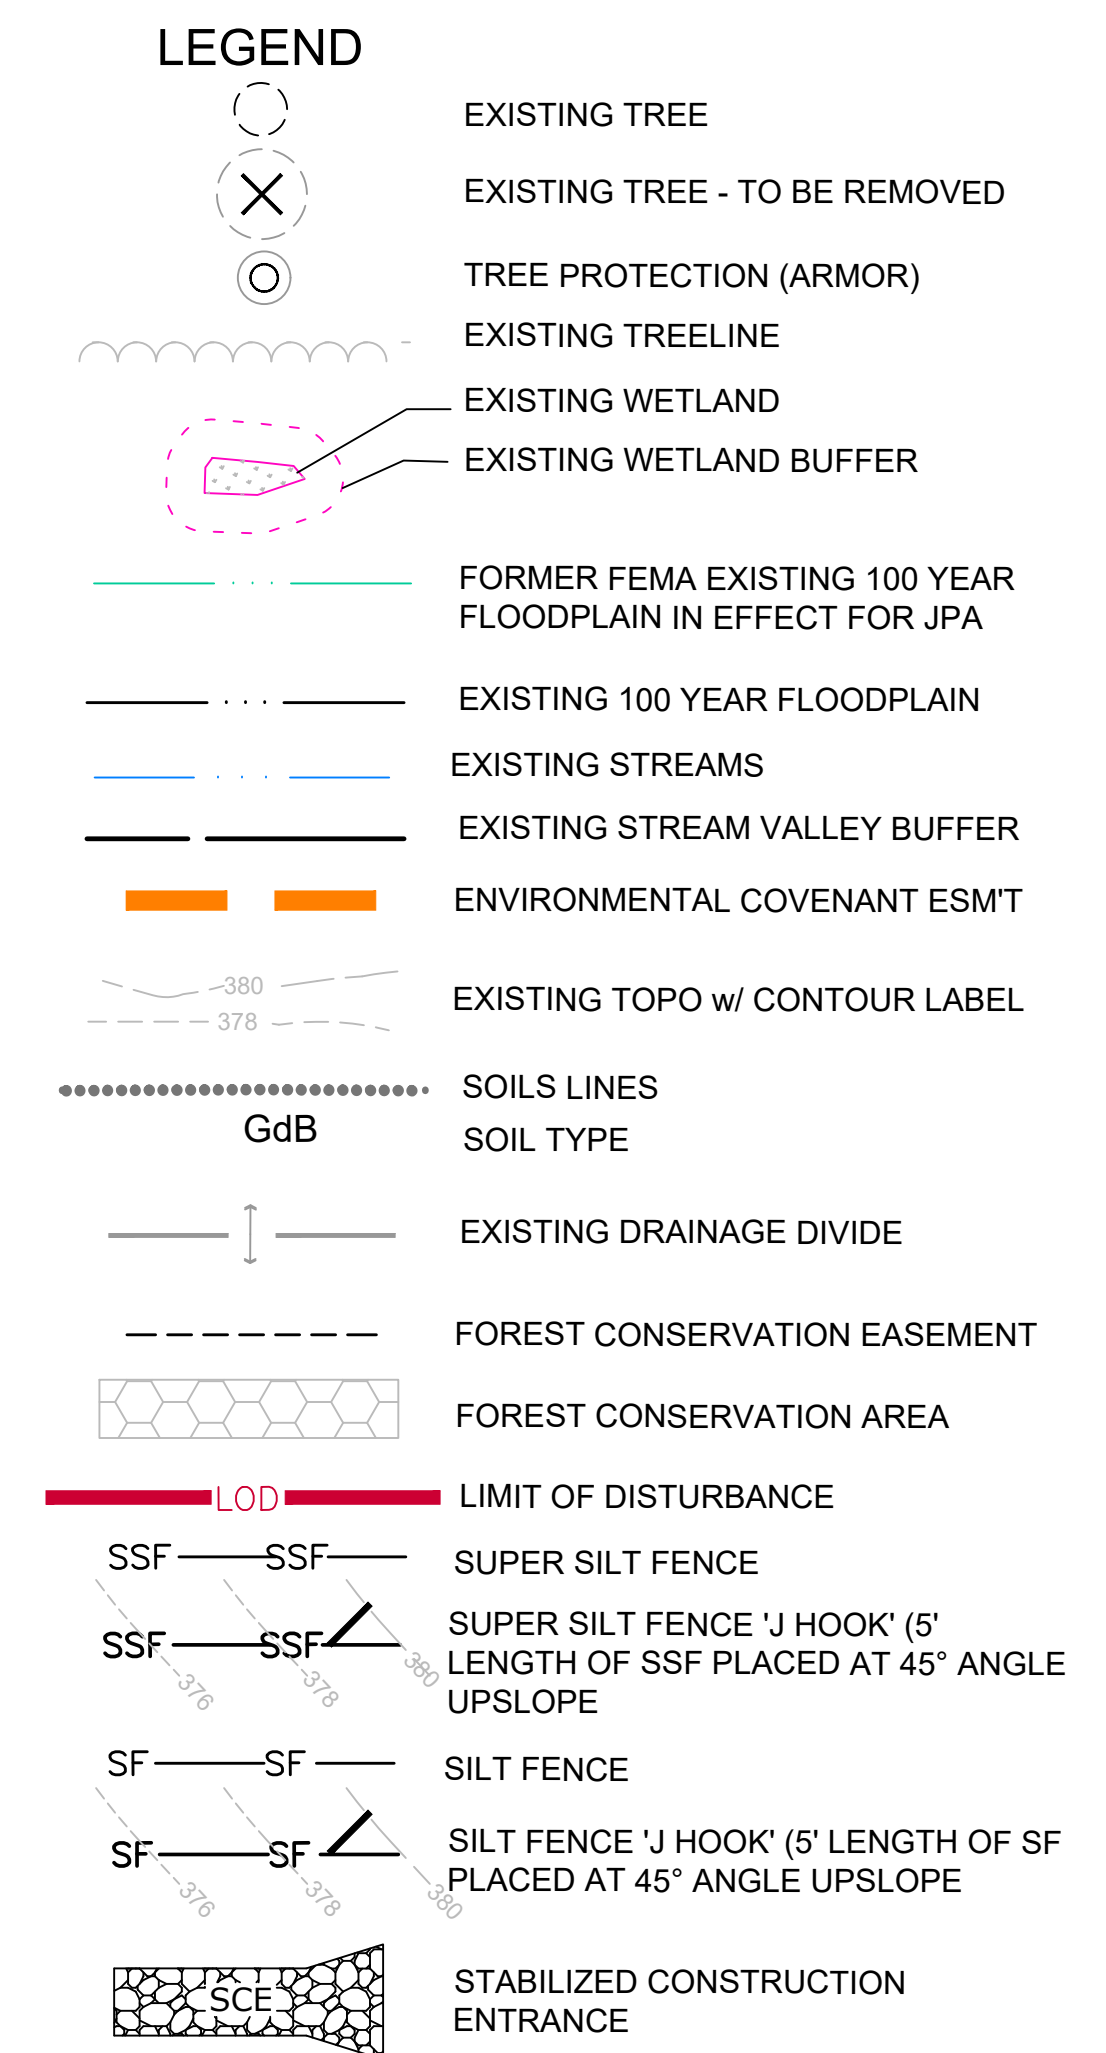 LEGEND
EXISTING TREE
EXISTING TREE - TO BE REMOVED
TREE PROTECTION (ARMOR)
EXISTING TREELINE
EXISTING WETLAND
EXISTING WETLAND BUFFER
FORMER FEMA EXISTING 100 YEAR
FLOODPLAIN IN EFFECT FOR JPA
EXISTING 100 YEAR FLOODPLAIN
EXISTING STREAMS
EXISTING STREAM VALLEY BUFFER
ENVIRONMENTAL COVENANT ESM'T
380
378
EXISTING TOPO w/ CONTOUR LABEL
SOILS LINES
GdB
SOIL TYPE
EXISTING DRAINAGE DIVIDE
FOREST CONSERVATION EASEMENT
FOREST CONSERVATION AREA
LOD
LIMIT OF DISTURBANCE
SSF SSF
SUPER SILT FENCE
SSF SSF
376 378 380
SUPER SILT FENCE 'J HOOK' (5'
LENGTH OF SSF PLACED AT 45° ANGLE
UPSLOPE
SF SF
SILT FENCE
SF SF
376 378 380
SILT FENCE 'J HOOK' (5' LENGTH OF SF
PLACED AT 45° ANGLE UPSLOPE
SCE
STABILIZED CONSTRUCTION
ENTRANCE